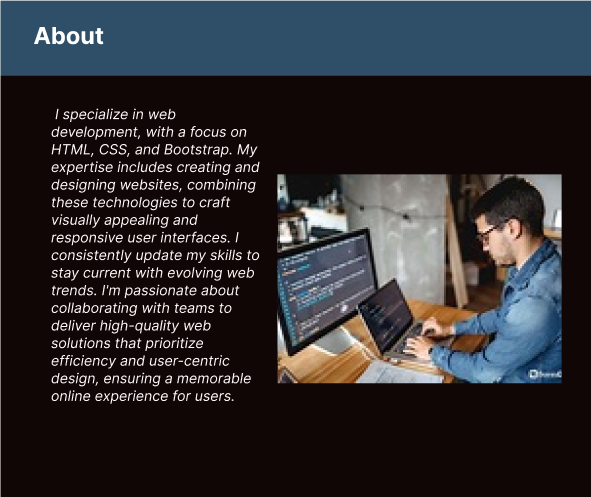 About
I specialize in web
development, with a focus on
HTML, CSS, and Bootstrap. My
expertise includes creating and
designing websites, combining
these technologies to craft
visually appealing and
responsive user interfaces. I
consistently update my skills to
stay current with evolving web
trends. I'm passionate about
collaborating with teams to
deliver high-quality web
solutions that prioritize
efficiency and user-centric
design, ensuring a memorable
online experience for users.